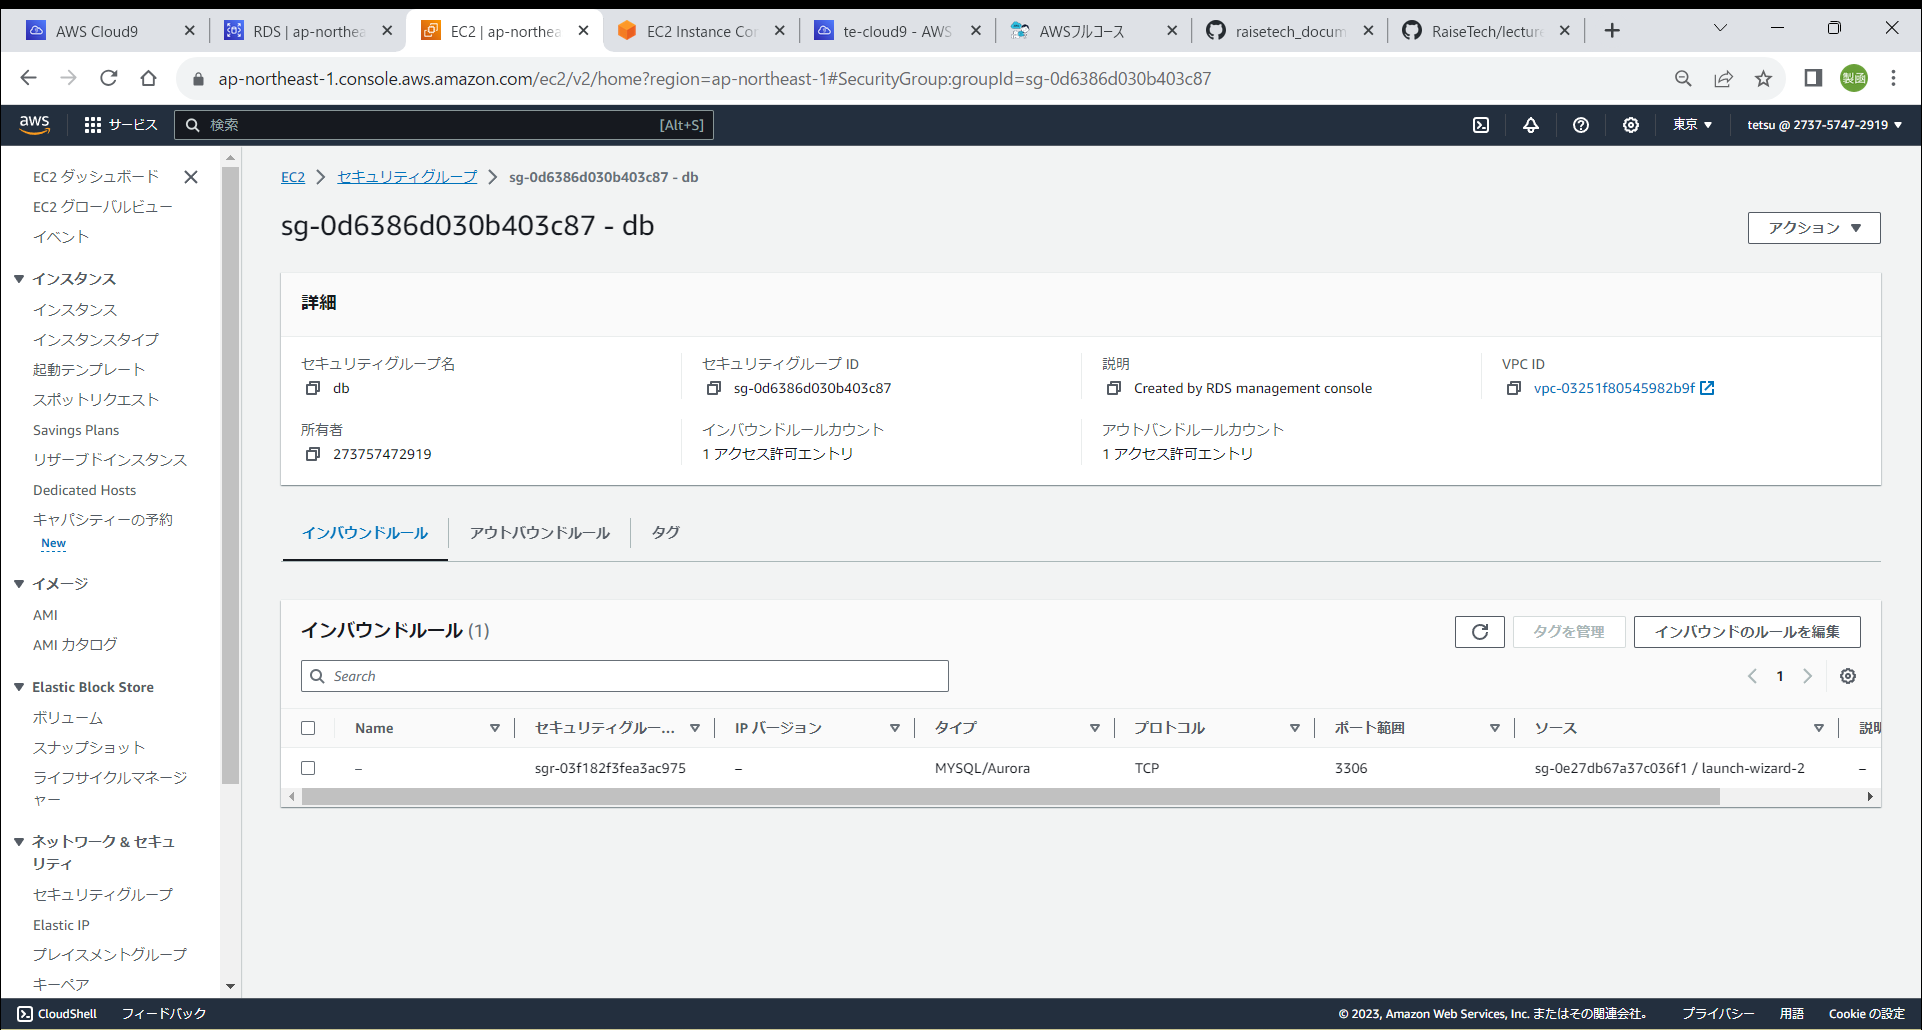 AWS Cloud9
RDS | ap-northea
EC2 | ap-northea
EC2 Instance Cor
te-cloud9 - AWS
AWSフルコース
raisetech_docum
RaiseTech/lecture
ap-northeast-1.console.aws.amazon.com/ec2/v2/home?region=ap-northeast-1#SecurityGroup:groupId=sg-0d6386d030b403c87
製函
aws
サービス
検索
[Alt+S]
東京
tetsu @ 2737-5747-2919
EC2 ダッシュボード
EC2 グローバルビュー
イベント
インスタンス
インスタンス
インスタンスタイプ
起動テンプレート
スポットリクエスト
Savings Plans
リザーブドインスタンス
Dedicated Hosts
キャパシティーの予約
New
イメージ
AMI
AMI カタログ
Elastic Block Store
ボリューム
スナップショット
ライフサイクルマネージ
ャー
ネットワーク & セキュ
リティ
セキュリティグループ
Elastic IP
プレイスメントグループ
キーペア
EC2 > セキュリティグループ > sg-0d6386d030b403c87 - db
sg-0d6386d030b403c87 - db
アクション
詳細
セキュリティグループ名
db
セキュリティグループ ID
sg-0d6386d030b403c87
説明
Created by RDS management console
VPC ID
vpc-03251f80545982b9f
所有者
273757472919
インバウンドルールカウント
1 アクセス許可エントリ
アウトバンドルールカウント
1 アクセス許可エントリ
インバウンドルール
アウトバウンドルール
タグ
インバウンドルール (1)
タグを管理
インバウンドのルールを編集
Search
1
Name セキュリティグルー... IP バージョン タイプ プロトコル ポート範囲 ソース 説明
– sgr-03f182f3fea3ac975 – MYSQL/Aurora TCP 3306 sg-0e27db67a37c036f1 / launch-wizard-2 –
CloudShell
フィードバック
© 2023, Amazon Web Services, Inc. またはその関連会社。
プライバシー
用語
Cookie の設定